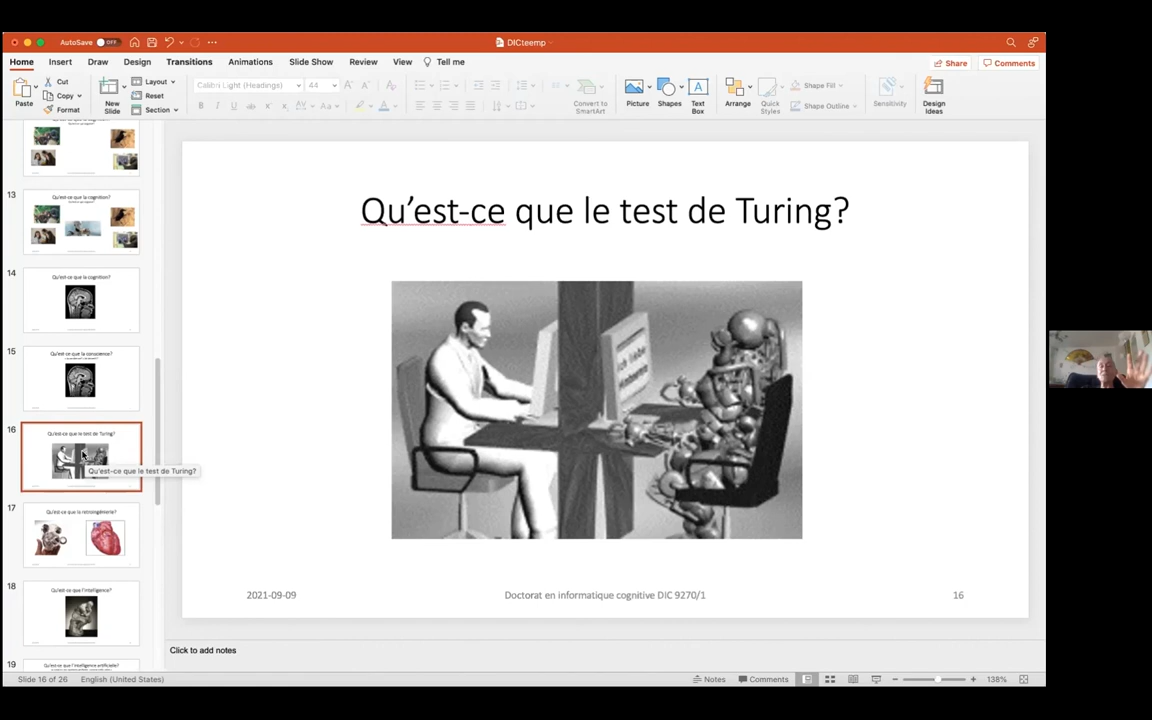 AutoSave OFF
DICteemp
Home Insert Draw Design Transitions Animations Slide Show Review View Tell me
Share Comments
Paste
Cut
Copy
Format
New Slide
Layout
Reset
Section
Calibri Light (Headings) 44
Convert to SmartArt
Picture
Shapes
Text Box
Arrange
Quick Styles
Shape Fill
Shape Outline
Sensitivity
Design Ideas
13
Qu'est-ce que la cognition?
14
Qu'est-ce que la cognition?
15
Qu'est-ce que la conscience?
16
Qu'est-ce que le test de Turing?
Qu'est-ce que le test de Turing?
17
Qu'est-ce que la rétroingénierie?
18
Qu'est-ce que l'intelligence?
19
Qu'est-ce que l'intelligence artificielle?
Qu'est-ce que le test de Turing?
ich liebe
2021-09-09
Doctorat en informatique cognitive DIC 9270/1
16
Click to add notes
Slide 16 of 26 English (United States)
Notes Comments 138%